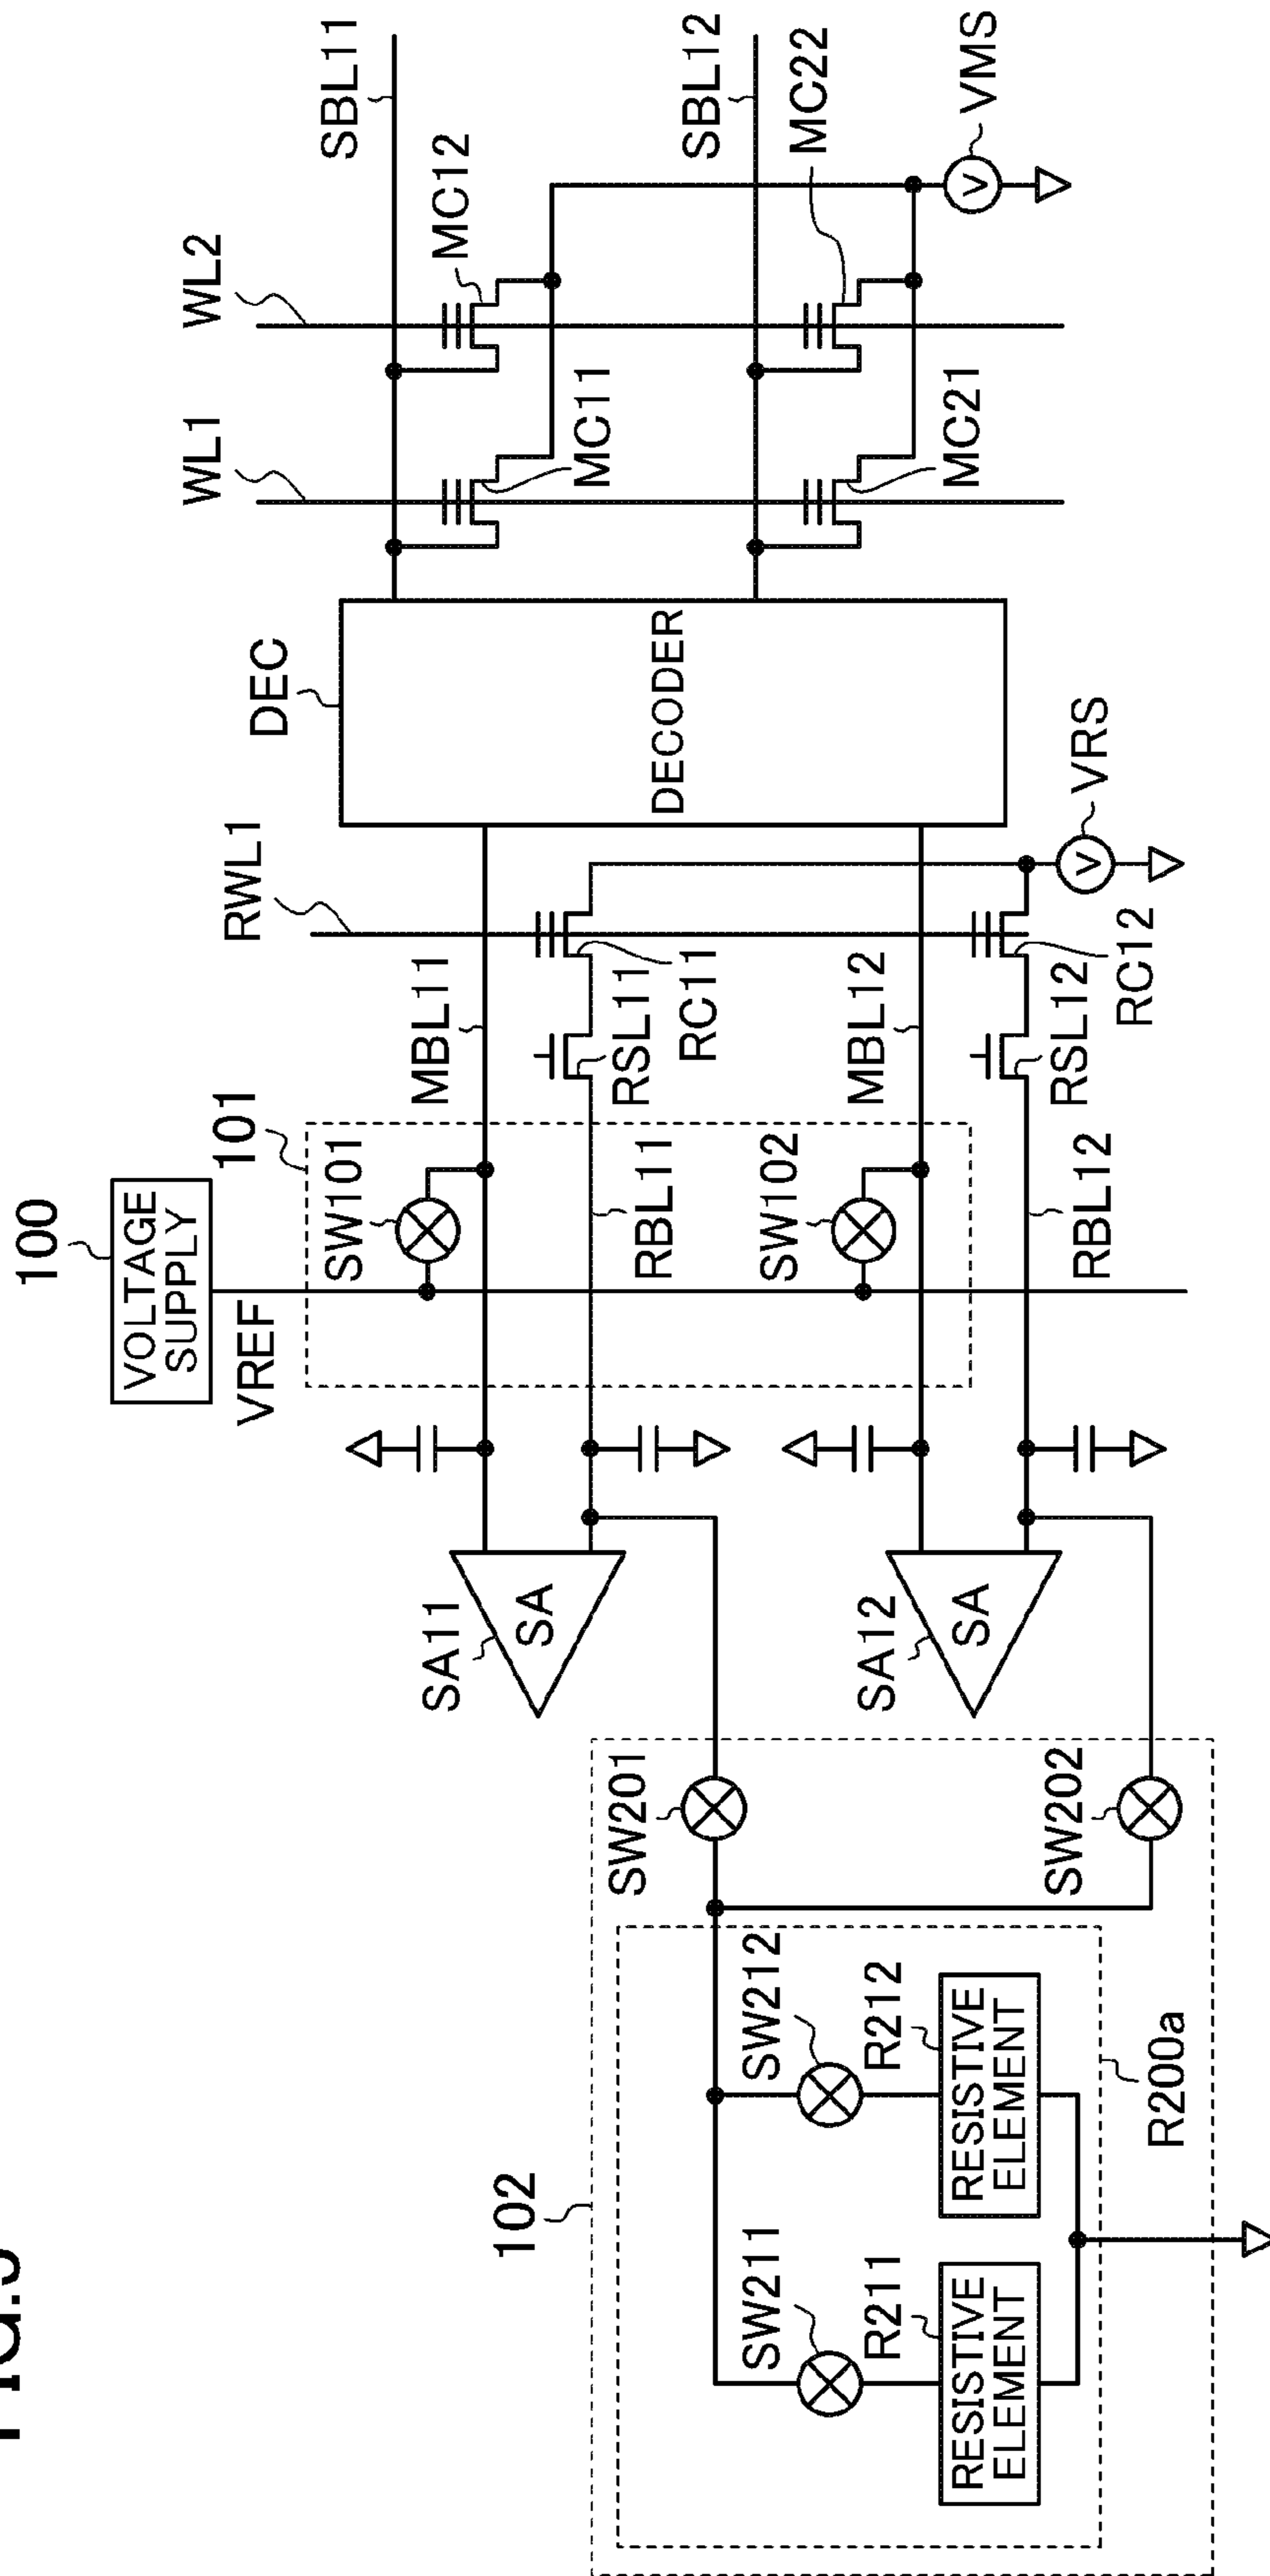 100
VOLTAGE
SUPPLY
VREF
101
SW101
MBL11
RWL1
DEC
DECODER
WL1
WL2
SBL11
MC12
MC11
SBL12
MC22
MC21
VMS
SA11
SA
RBL11
RSL11
RC11
SW102
MBL12
VRS
SA12
SA
RBL12
RSL12
RC12
102
SW201
SW202
SW211
SW212
R211
R212
RESISTIVE
ELEMENT
RESISTIVE
ELEMENT
R200a
V
V